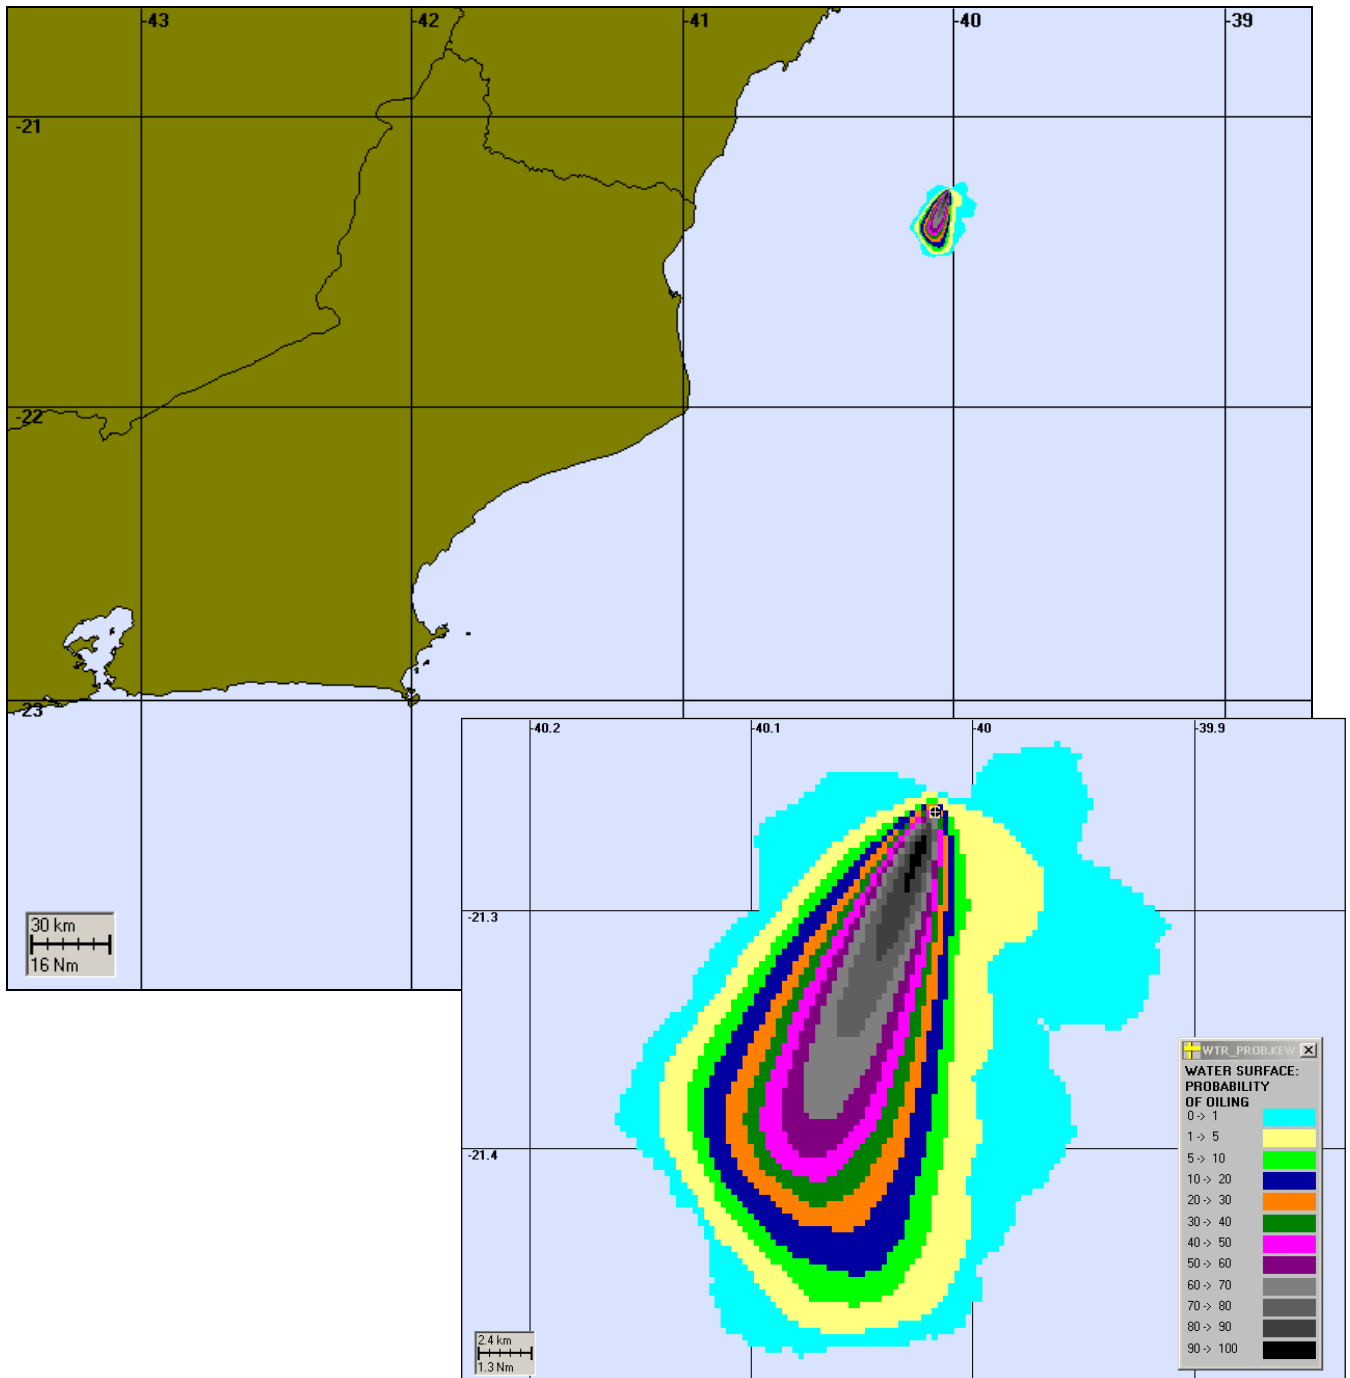 -43
-42
-41
-40
-39
-21
-22
-23
30 km
16 Nm
-40.2
-40.1
-40
-39.9
-21.3
-21.4
WTR_PROB.KEW
WATER SURFACE:
PROBABILITY
OF OILING
0 -> 1
1 -> 5
5 -> 10
10 -> 20
20 -> 30
30 -> 40
40 -> 50
50 -> 60
60 -> 70
70 -> 80
80 -> 90
90 -> 100
2.4 km
1.3 Nm